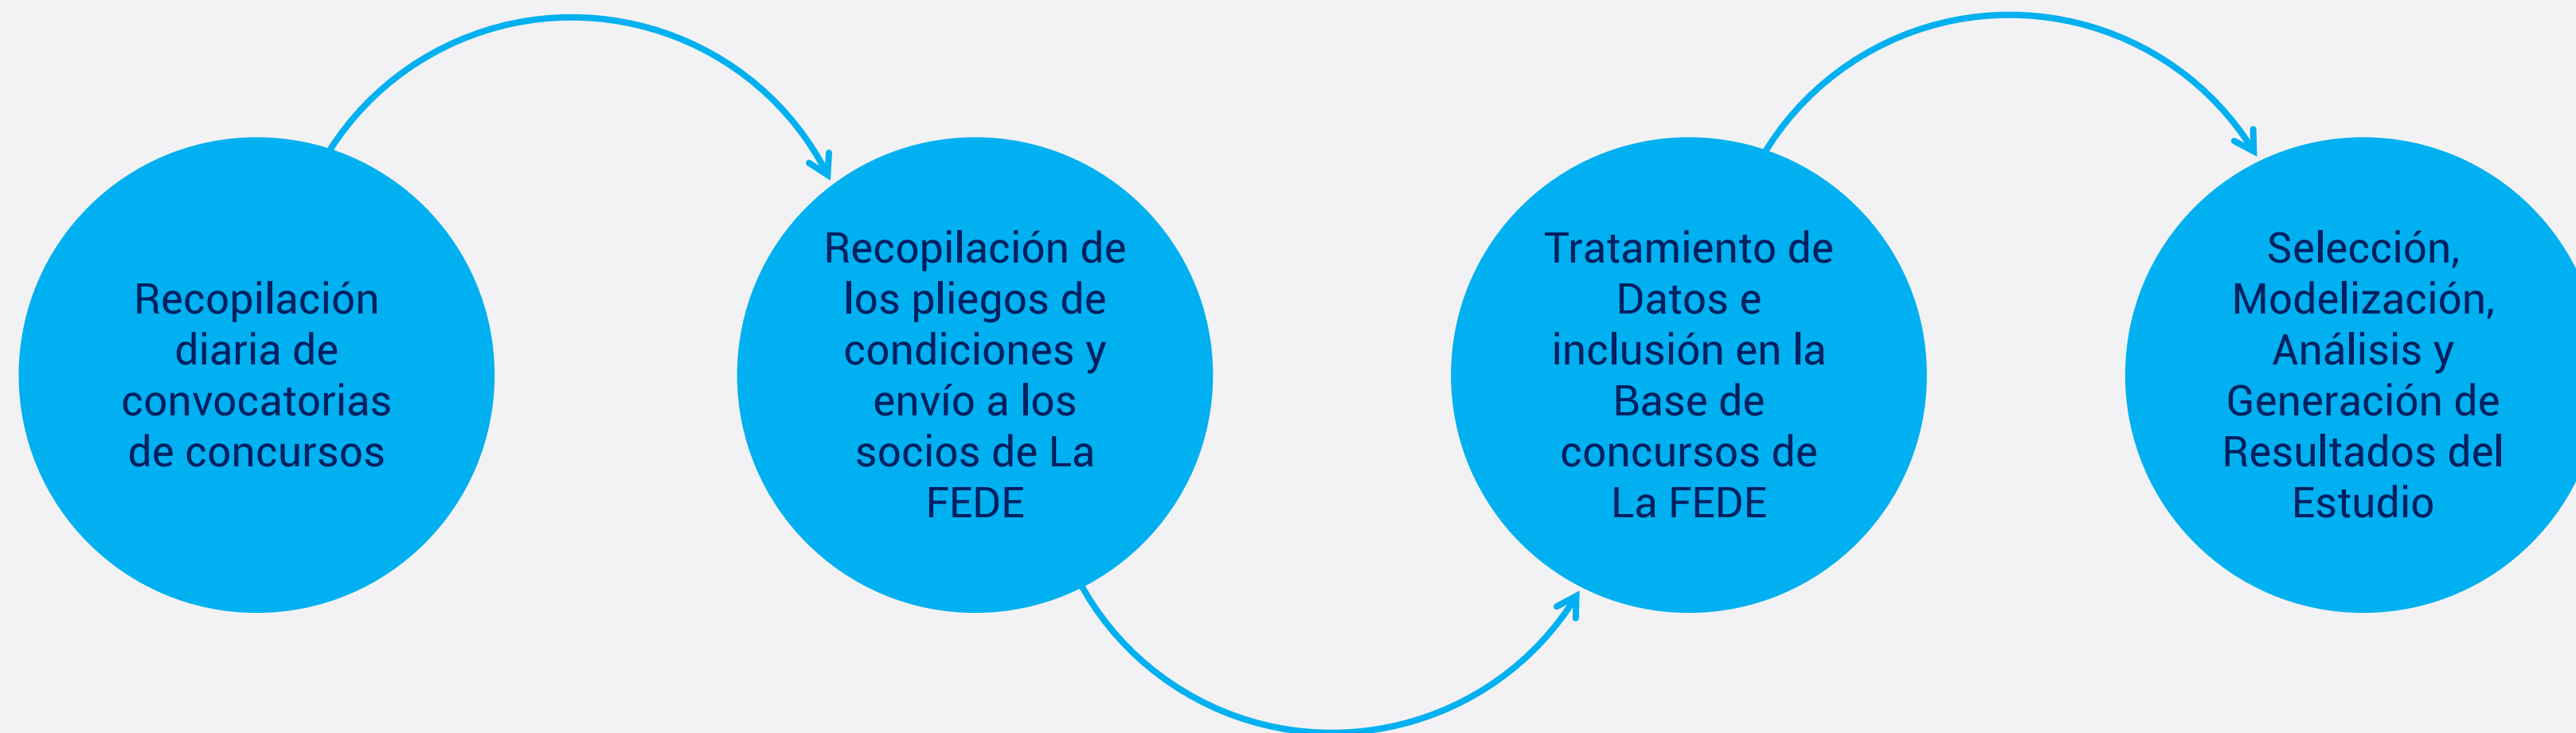 Recopilación
diaria de
convocatorias
de concursos
Recopilación de
los pliegos de
condiciones y
envío a los
socios de La
FEDE
Tratamiento de
Datos e
inclusión en la
Base de
concursos de
La FEDE
Selección,
Modelización,
Análisis y
Generación de
Resultados del
Estudio